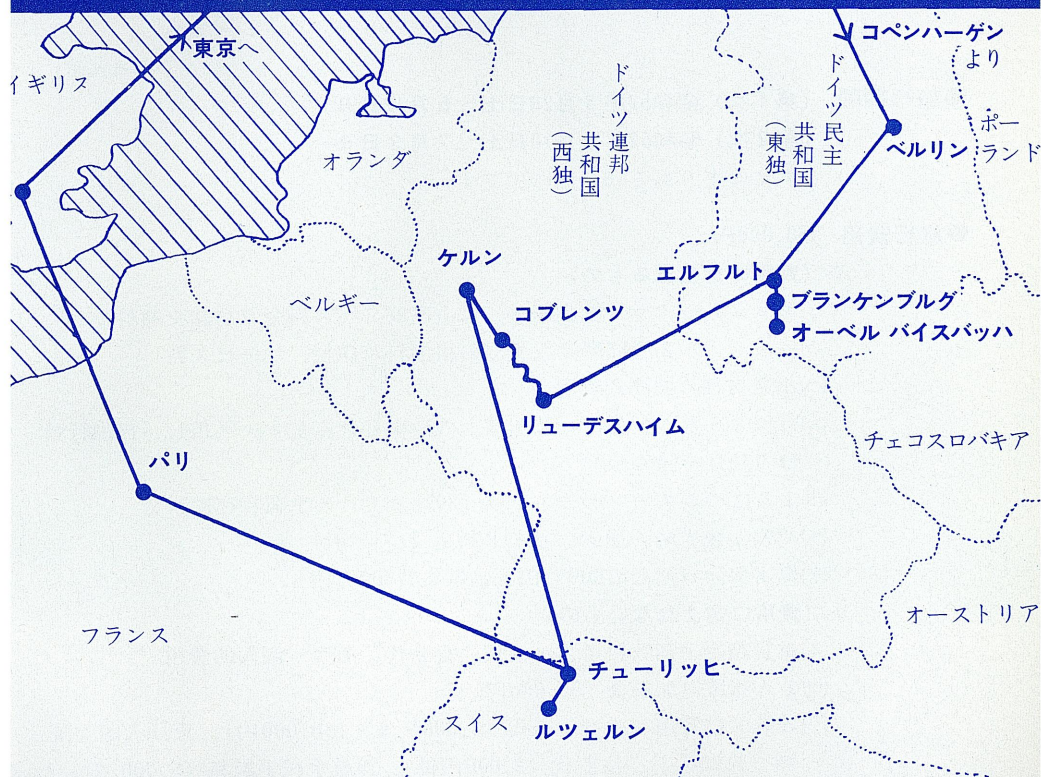 東京へ
イギリス
オランダ
ドイツ連邦
共和国
(西独)
ドイツ民主
共和国
(東独)
コペンハーゲン
より
ポー
ランド
ベルリン
ケルン
コブレンツ
エルフルト
ブランケンブルグ
オーベル バイスバッハ
ベルギー
リューデスハイム
チェコスロバキア
パリ
オーストリア
フランス
チューリッヒ
スイス
ルツェルン